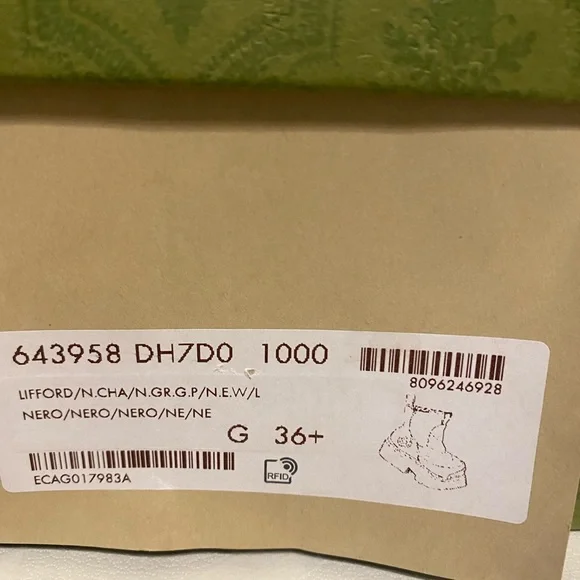 643958 DH7D0 1000
8096246928
LIFFORD/N.CHA/N.GR.G.P/N.E.W/L
NERO/NERO/NERO/NE/NE
G 36+
ECAG017983A
RFID